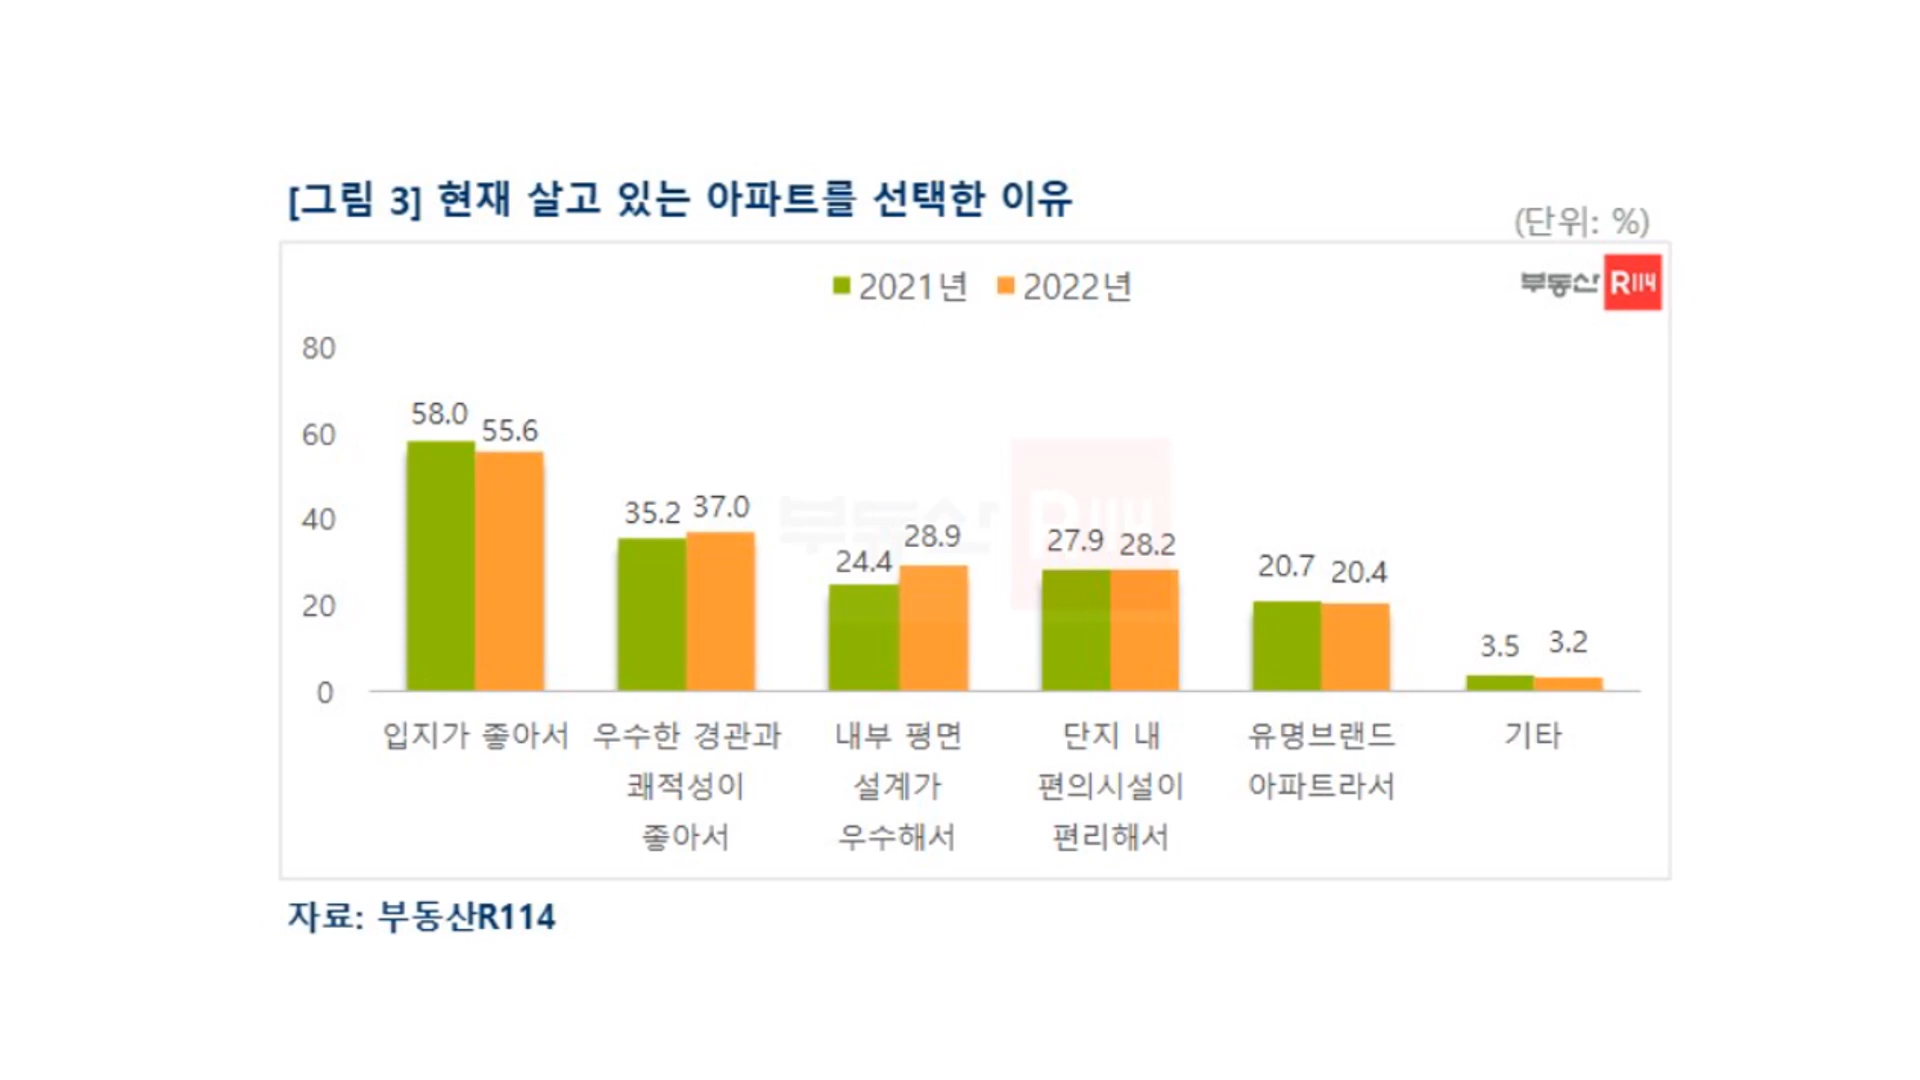 [그림 3] 현재 살고 있는 아파트를 선택한 이유
(단위: %)
2021년 2022년
부동산 R114
80
60
40
20
0
58.0 55.6
35.2 37.0
24.4 28.9
27.9 28.2
20.7 20.4
3.5 3.2
부동산 R114
입지가 좋아서
우수한 경관과
쾌적성이
좋아서
내부 평면
설계가
우수해서
단지 내
편의시설이
편리해서
유명브랜드
아파트라서
기타
자료: 부동산R114